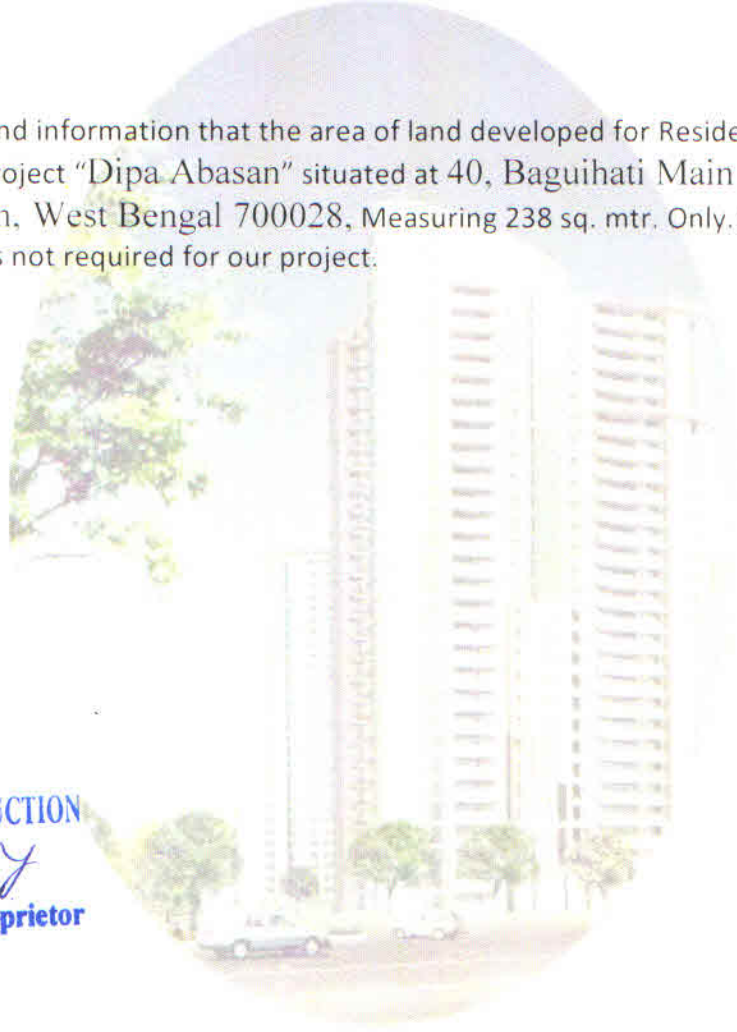 nd information that the area of land developed for Reside
roject "Dipa Abasan" situated at 40, Baguihati Main
n, West Bengal 700028, Measuring 238 sq. mtr. Only.
s not required for our project.
CTION
prietor